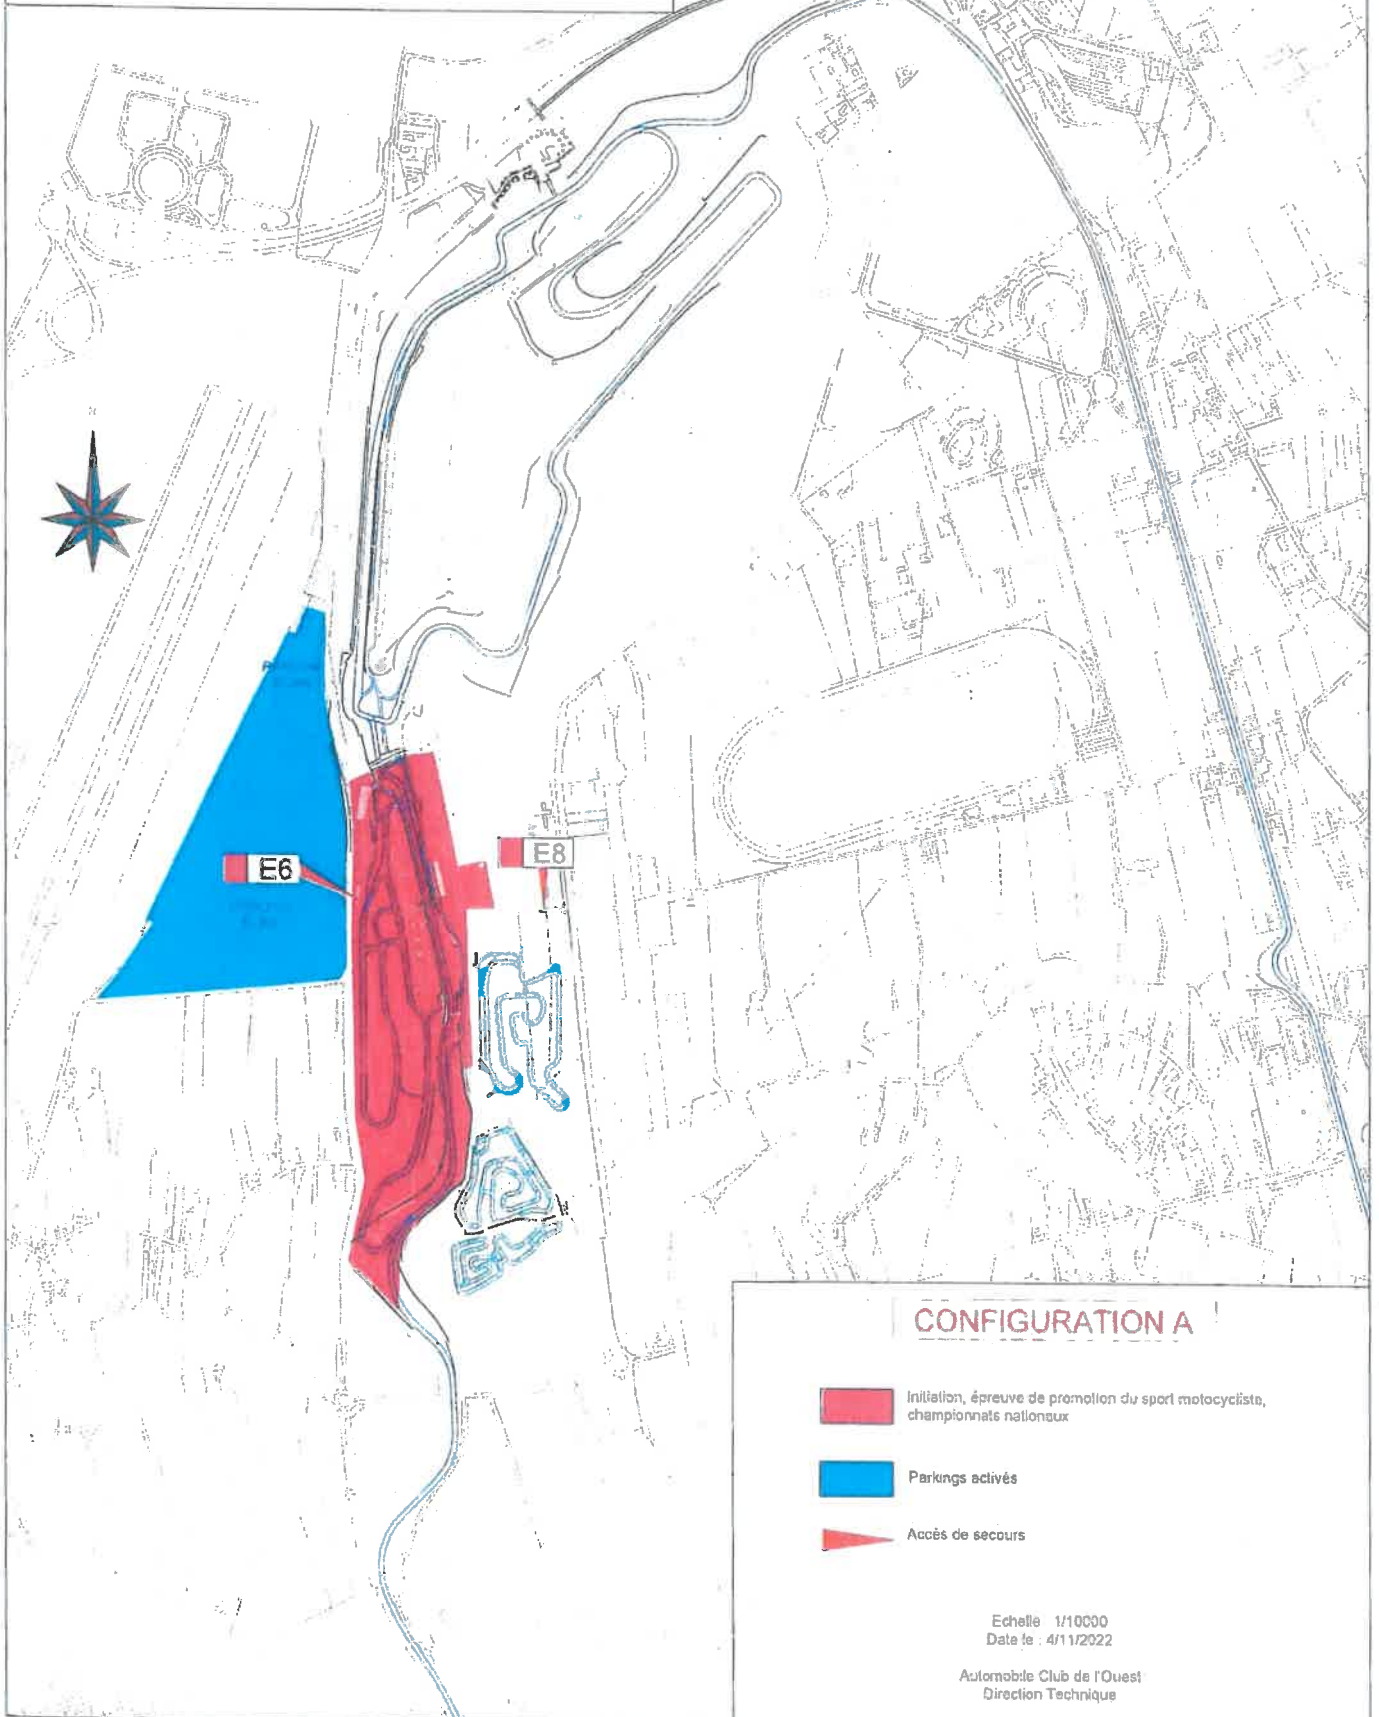 E6
E8
CONFIGURATION A
Initiation, épreuve de promotion du sport motocycliste,
championnats nationaux
Parkings activés
Accès de secours
Echelle 1/10000
Date le : 4/11/2022
Automobile Club de l'Ouest
Direction Technique